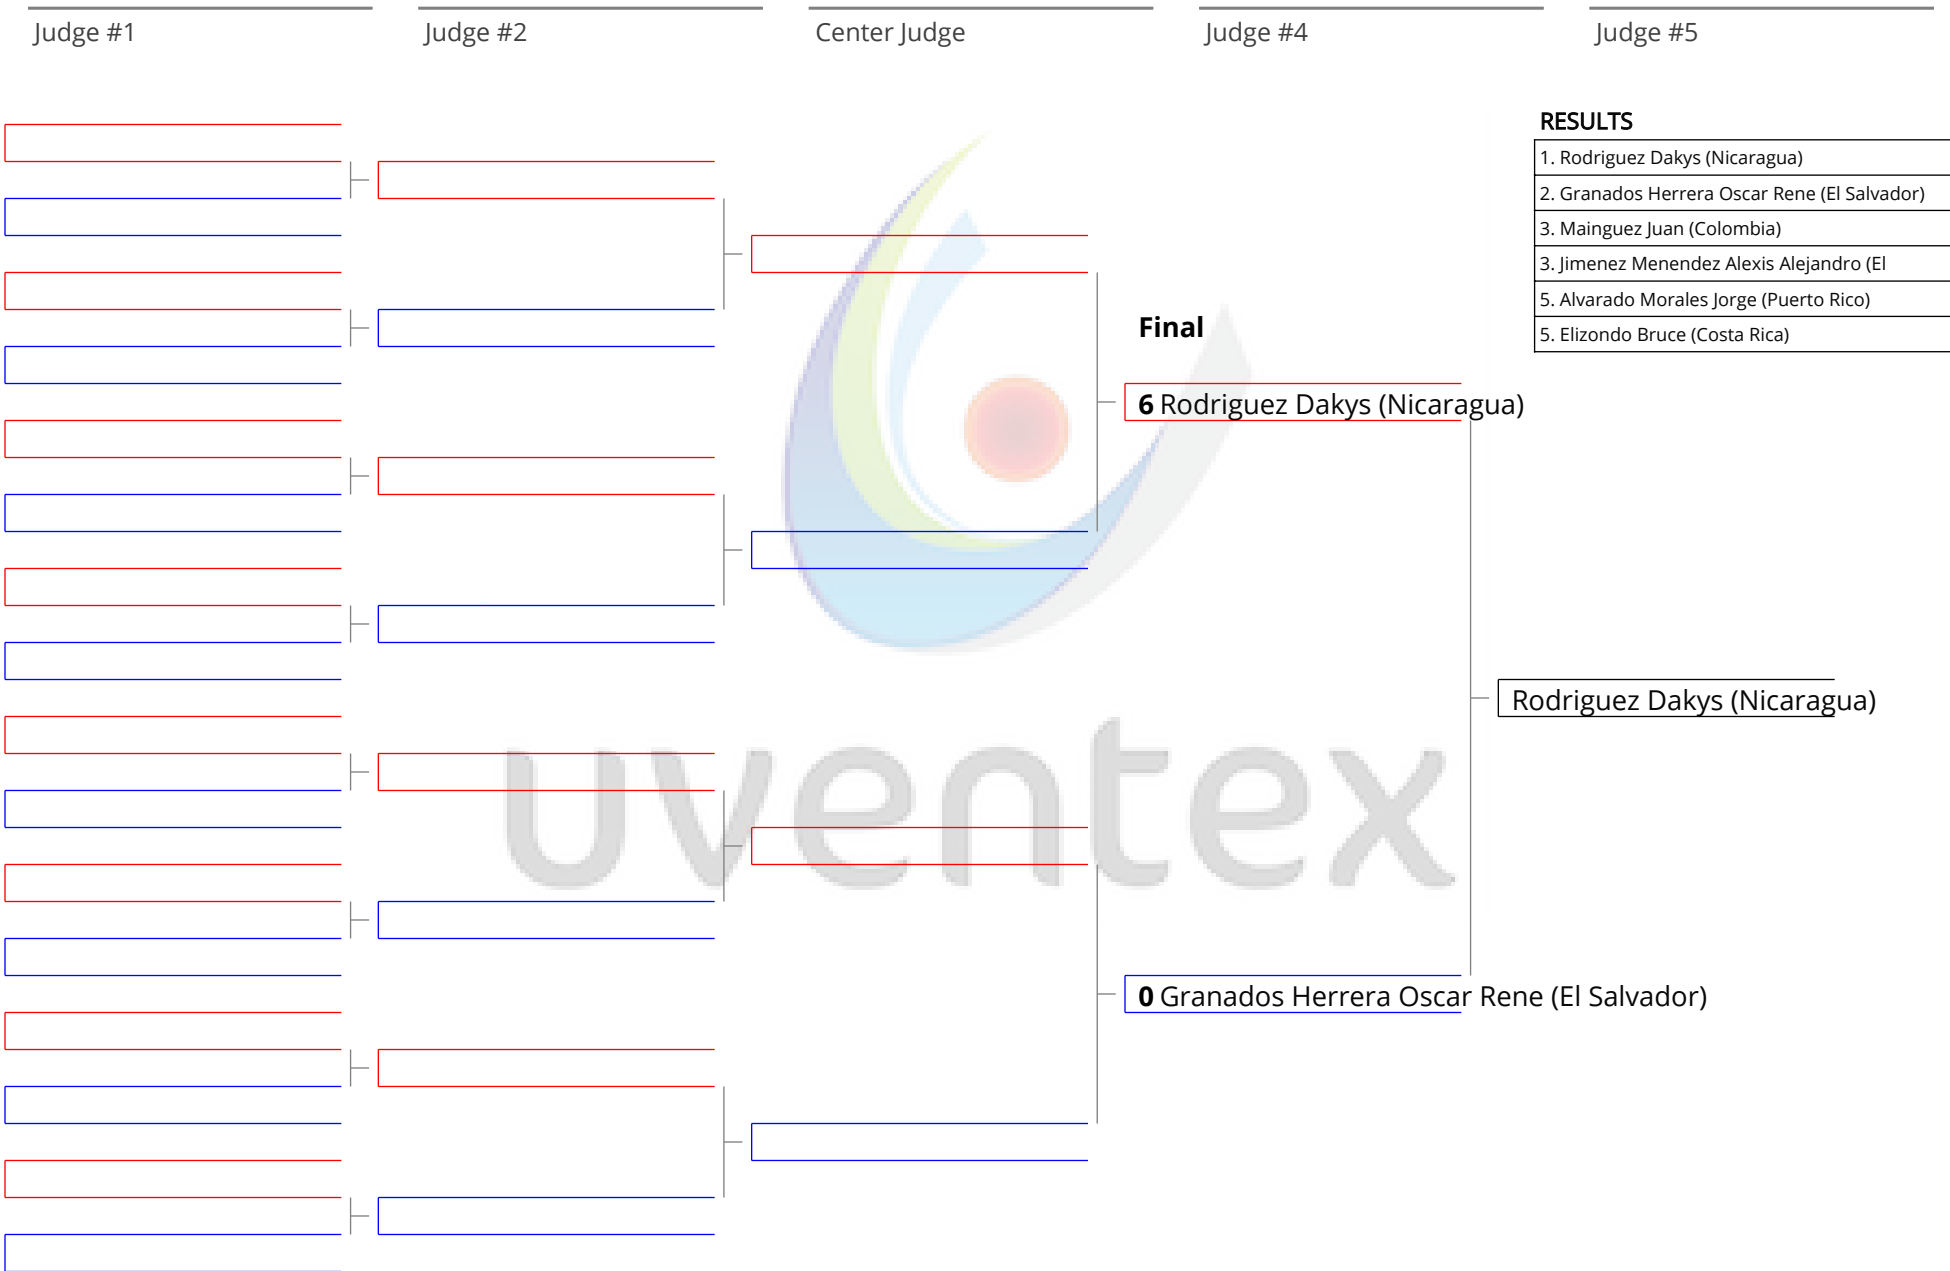 Judge #1
Judge #2
Center Judge
Judge #4
Judge #5
RESULTS
1. Rodriguez Dakys (Nicaragua)
2. Granados Herrera Oscar Rene (El Salvador)
3. Mainguez Juan (Colombia)
3. Jimenez Menendez Alexis Alejandro (El
5. Alvarado Morales Jorge (Puerto Rico)
5. Elizondo Bruce (Costa Rica)
Final
6 Rodriguez Dakys (Nicaragua)
Rodriguez Dakys (Nicaragua)
uventex
0 Granados Herrera Oscar Rene (El Salvador)